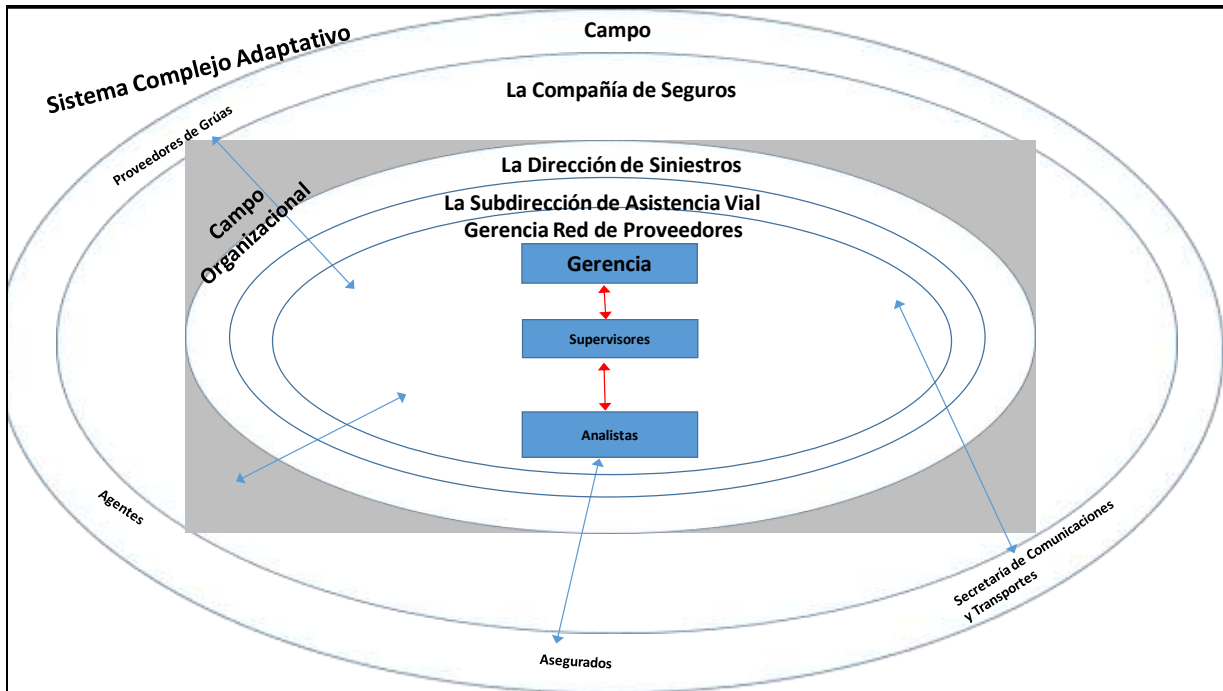 Sistema Complejo Adaptativo
Campo
La Compañía de Seguros
Proveedores de Grúas
La Dirección de Siniestros
Campo
Organizacional
La Subdirección de Asistencia Vial
Gerencia Red de Proveedores
Gerencia
Supervisores
Analistas
Agentes
Secretaría de Comunicaciones
y Transportes
Asegurados